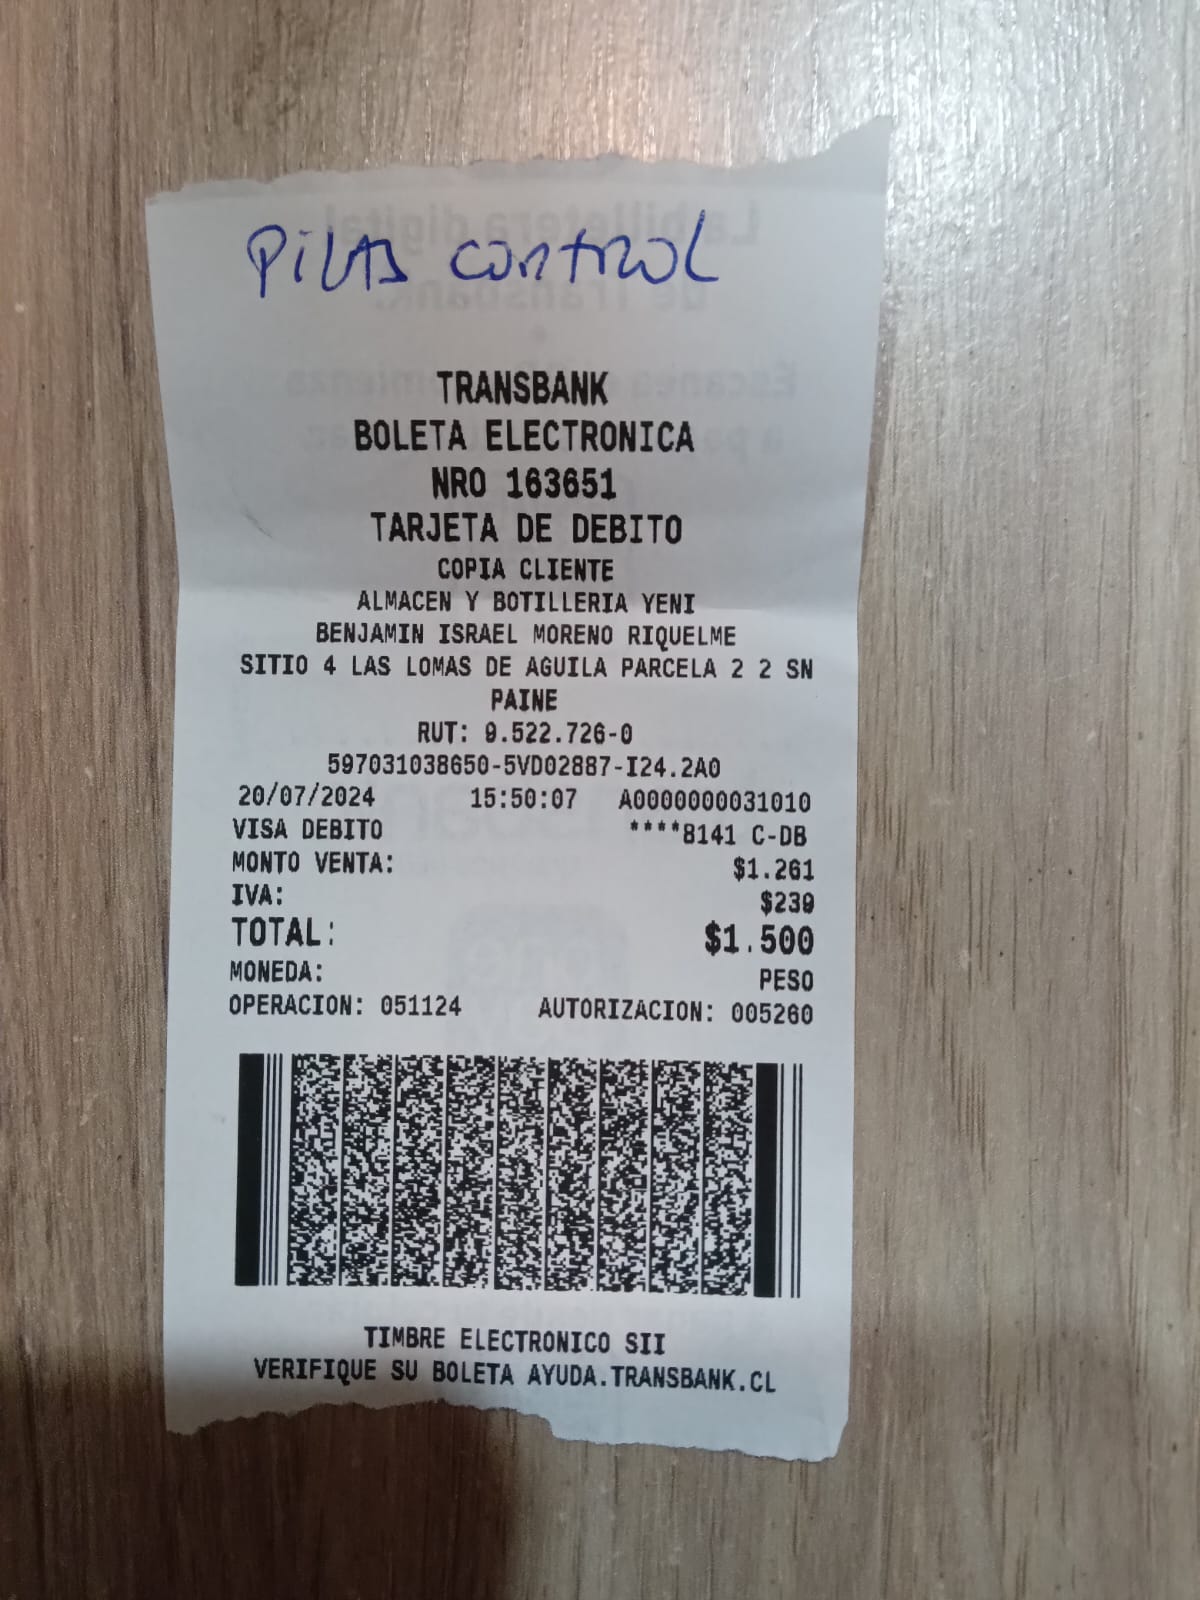 PILAS CONTROL
TRANSBANK
BOLETA ELECTRONICA
NRO 163651
TARJETA DE DEBITO
COPIA CLIENTE
ALMACEN Y BOTILLERIA YENI
BENJAMIN ISRAEL MORENO RIQUELME
SITIO 4 LAS LOMAS DE AGUILA PARCELA 2 2 SN
PAINE
RUT: 9.522.726-0
597031038650-5VD02887-I24.2A0
20/07/2024 15:50:07 A0000000031010
VISA DEBITO ****8141 C-DB
MONTO VENTA: $1.261
IVA: $239
TOTAL: $1.500
MONEDA: PESO
OPERACION: 051124 AUTORIZACION: 005260
TIMBRE ELECTRONICO SII
VERIFIQUE SU BOLETA AYUDA.TRANSBANK.CL